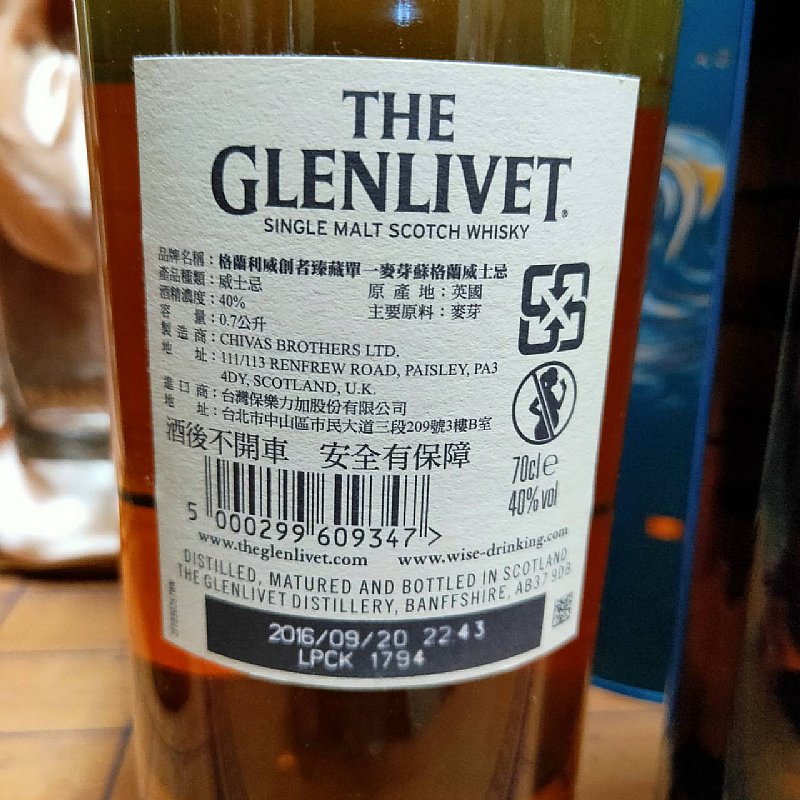 THE
GLENLIVET®
SINGLE MALT SCOTCH WHISKY
品牌名稱：格蘭利威創者臻藏單一麥芽蘇格蘭威士忌
產品種類：威士忌 原產地：英國
酒精濃度：40% 主要原料：麥芽
容量：0.7公升
製造商：CHIVAS BROTHERS LTD.
地址：111/113 RENFREW ROAD, PAISLEY, PA3
4DY, SCOTLAND, U.K.
進口商：台灣保樂力加股份有限公司
地址：台北市中山區市民大道三段209號3樓B室
酒後不開車 安全有保障
70cl e
40%vol
5 000299 609347 >
www.theglenlivet.com www.wise-drinking.com
DISTILLED, MATURED AND BOTTLED IN SCOTLAND
THE GLENLIVET DISTILLERY, BANFFSHIRE, AB37 9DB
2016/09/20 22:43
LPCK 1794